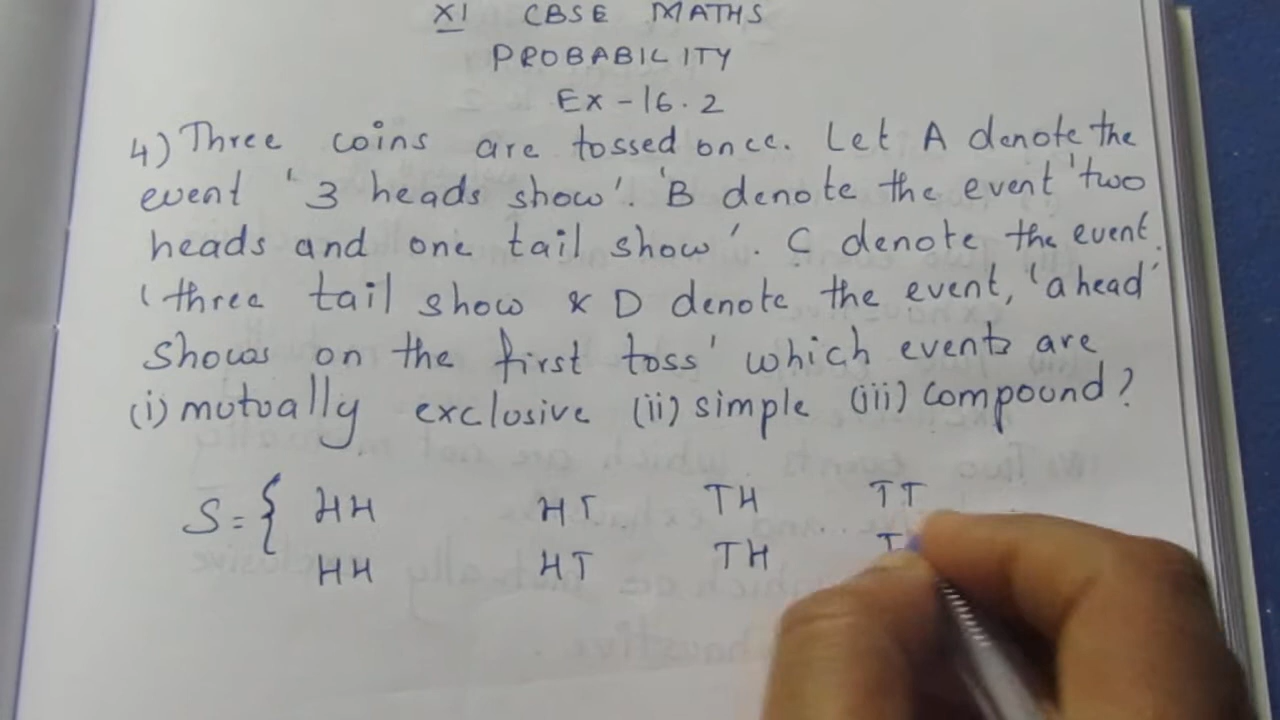 XI CBSE MATHS
PROBABILITY
Ex - 16.2
4) Three coins are tossed once. Let A denote the
event '3 heads show'. 'B denote the event 'two
heads and one tail show'. C denote the event.
'three tail show & D denote the event, 'a head'
shows on the first toss' which events are
(i) mutually exclusive (ii) simple (iii) compound?
S = { HH HT TH TT
HH HT TH T